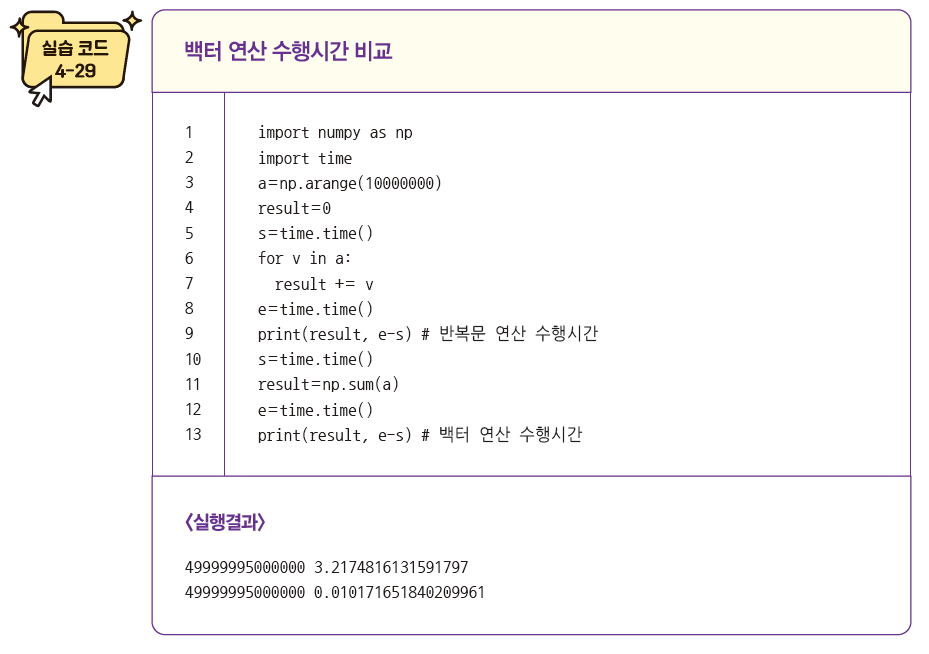 실습 코드
4-29
백터 연산 수행시간 비교
1 import numpy as np
2 import time
3 a=np.arange(10000000)
4 result=0
5 s=time.time()
6 for v in a:
7   result += v
8 e=time.time()
9 print(result, e-s) # 반복문 연산 수행시간
10 s=time.time()
11 result=np.sum(a)
12 e=time.time()
13 print(result, e-s) # 백터 연산 수행시간
〈실행결과〉
49999995000000 3.2174816131591797
49999995000000 0.010171651840209961